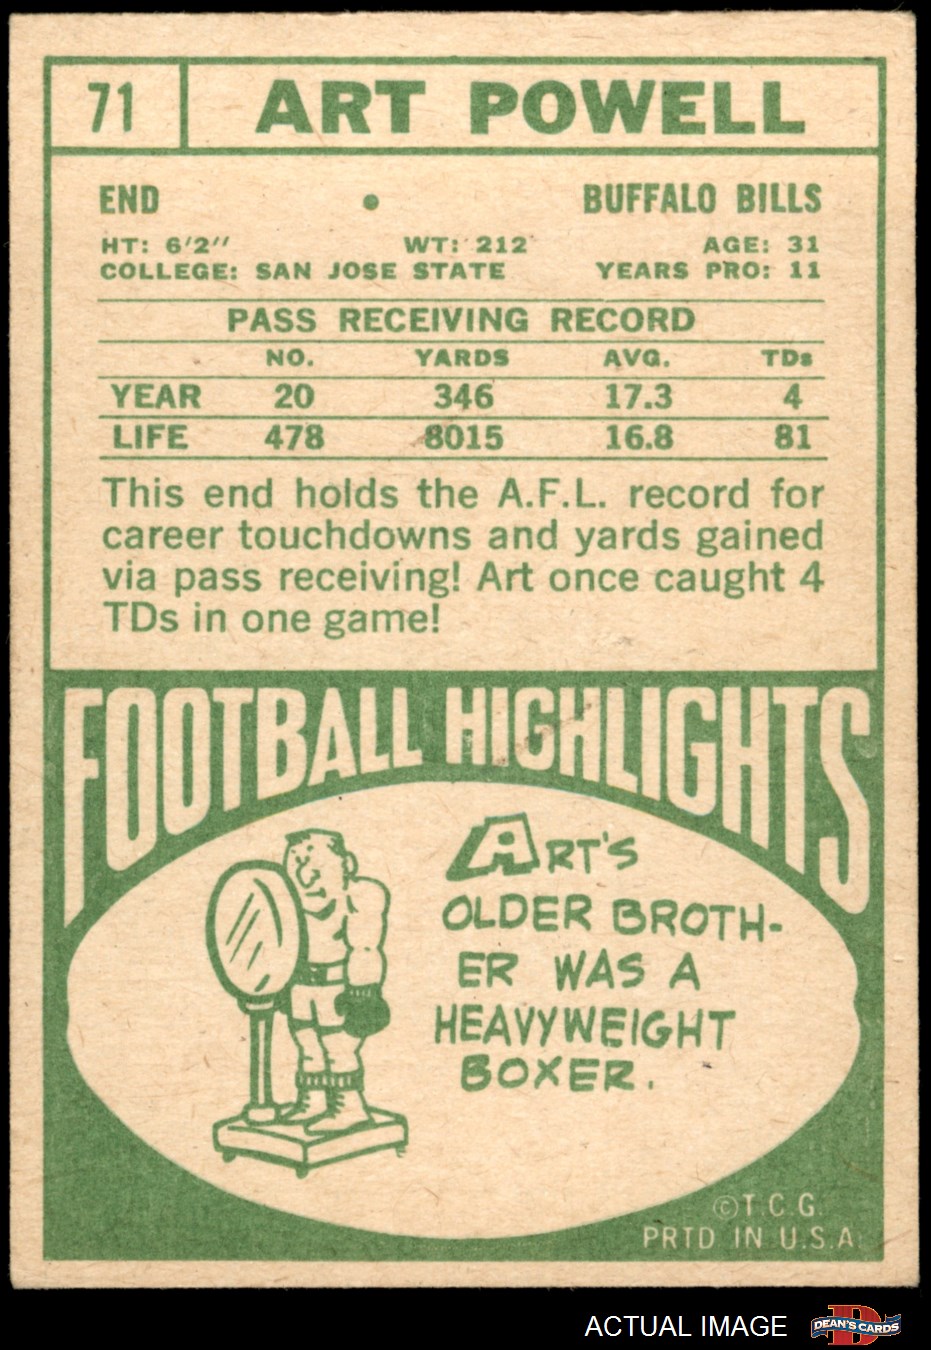 71 ART POWELL
END • BUFFALO BILLS
HT: 6'2" WT: 212 AGE: 31
COLLEGE: SAN JOSE STATE YEARS PRO: 11
PASS RECEIVING RECORD
NO. YARDS AVG. TDs
YEAR 20 346 17.3 4
LIFE 478 8015 16.8 81
This end holds the A.F.L. record for
career touchdowns and yards gained
via pass receiving! Art once caught 4
TDs in one game!
FOOTBALL HIGHLIGHTS
ART'S
OLDER BROTH-
ER WAS A
HEAVYWEIGHT
BOXER.
©T.C.G.
PRTD IN U.S.A.
ACTUAL IMAGE
D
DEAN'S CARDS